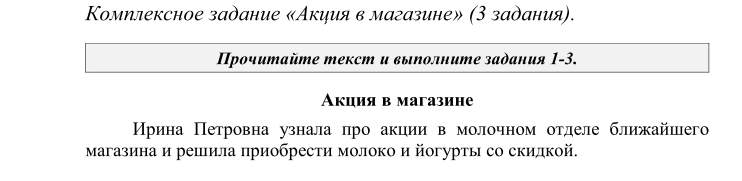 Комплексное задание «Акция в магазине» (3 задания).
Прочитайте текст и выполните задания 1-3.
Акция в магазине
Ирина Петровна узнала про акции в молочном отделе ближайшего
магазина и решила приобрести молоко и йогурты со скидкой.